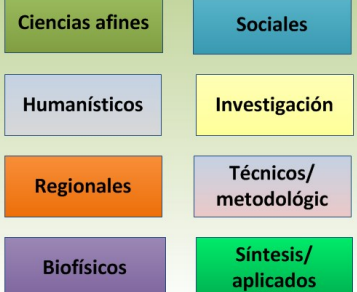 Ciencias afines
Sociales
Humanísticos
Investigación
Regionales
Técnicos/
metodológic
Biofísicos
Síntesis/
aplicados